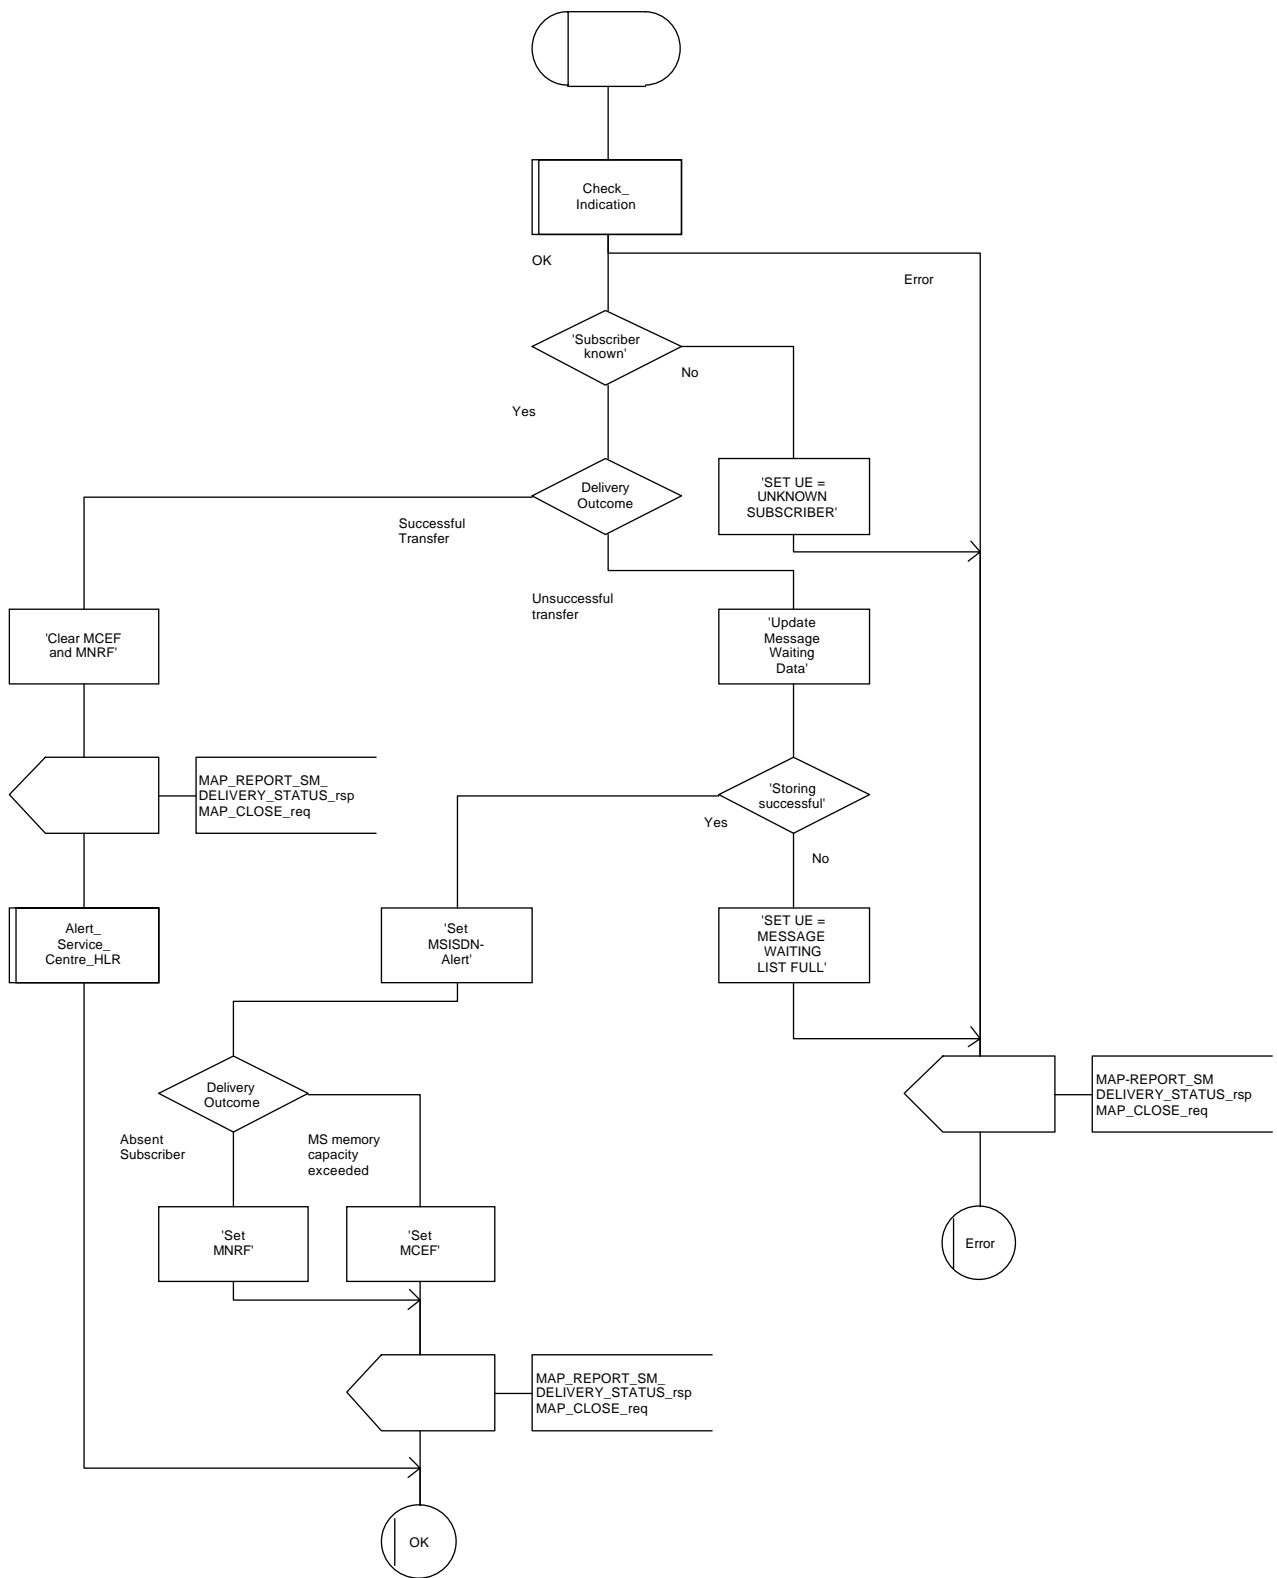 Check_
Indication
OK
Error
'Subscriber
known'
No
Yes
Delivery
Outcome
'SET UE =
UNKNOWN
SUBSCRIBER'
Successful
Transfer
Unsuccessful
transfer
'Clear MCEF
and MNRF'
'Update
Message
Waiting
Data'
MAP_REPORT_SM_
DELIVERY_STATUS_rsp
MAP_CLOSE_req
'Storing
successful'
Yes
No
Alert_
Service_
Centre_HLR
'Set
MSISDN-
Alert'
'SET UE =
MESSAGE
WAITING
LIST FULL'
Delivery
Outcome
MAP-REPORT_SM
DELIVERY_STATUS_rsp
MAP_CLOSE_req
Absent
Subscriber
MS memory
capacity
exceeded
'Set
MNRF'
'Set
MCEF'
Error
MAP_REPORT_SM_
DELIVERY_STATUS_rsp
MAP_CLOSE_req
OK